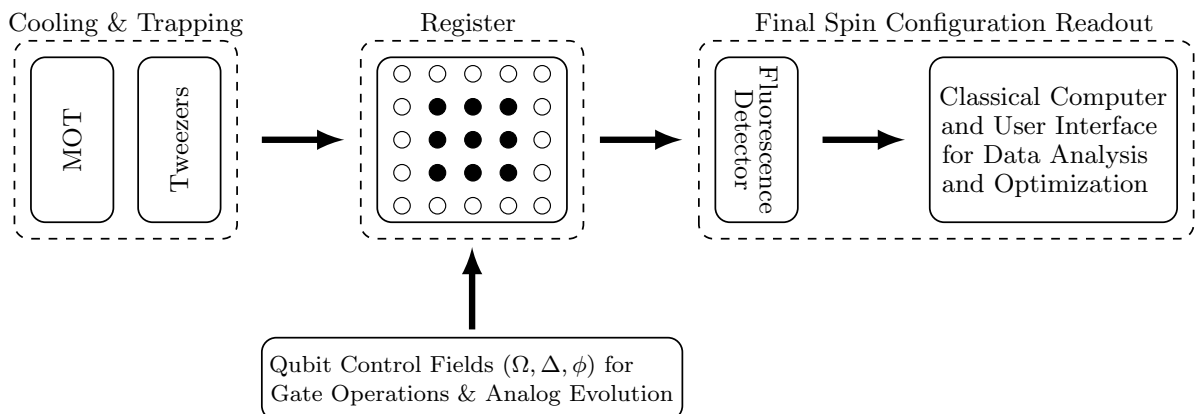 Cooling & Trapping
MOT
Tweezers
Register
Final Spin Configuration Readout
Fluorescence
Detector
Classical Computer
and User Interface
for Data Analysis
and Optimization
Qubit Control Fields (Ω, Δ, ϕ) for
Gate Operations & Analog Evolution